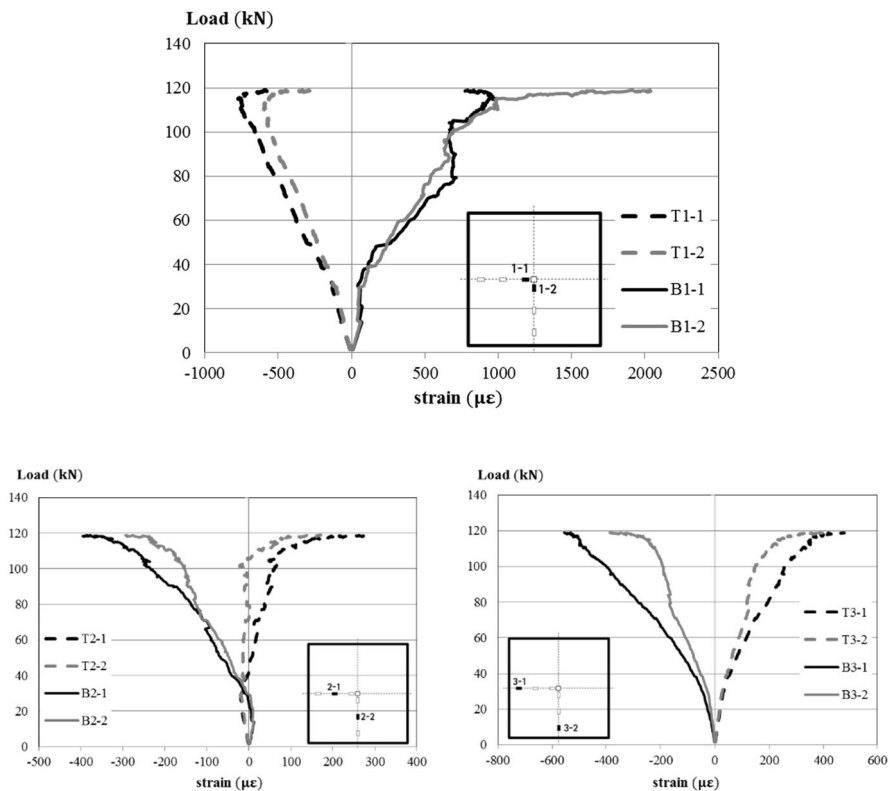 Load (kN)
140
120
100
80
60
40
20
0
-1000 -500 0 500 1000 1500 2000 2500
strain (με)
1-1
1-2
T1-1
T1-2
B1-1
B1-2
Load (kN)
140
120
100
80
60
40
20
0
-500 -400 -300 -200 -100 0 100 200 300 400
strain (με)
T2-1
T2-2
B2-1
B2-2
2-1
2-2
Load (kN)
140
120
100
80
60
40
20
0
-800 -600 -400 -200 0 200 400 600
strain (με)
3-1
3-2
T3-1
T3-2
B3-1
B3-2